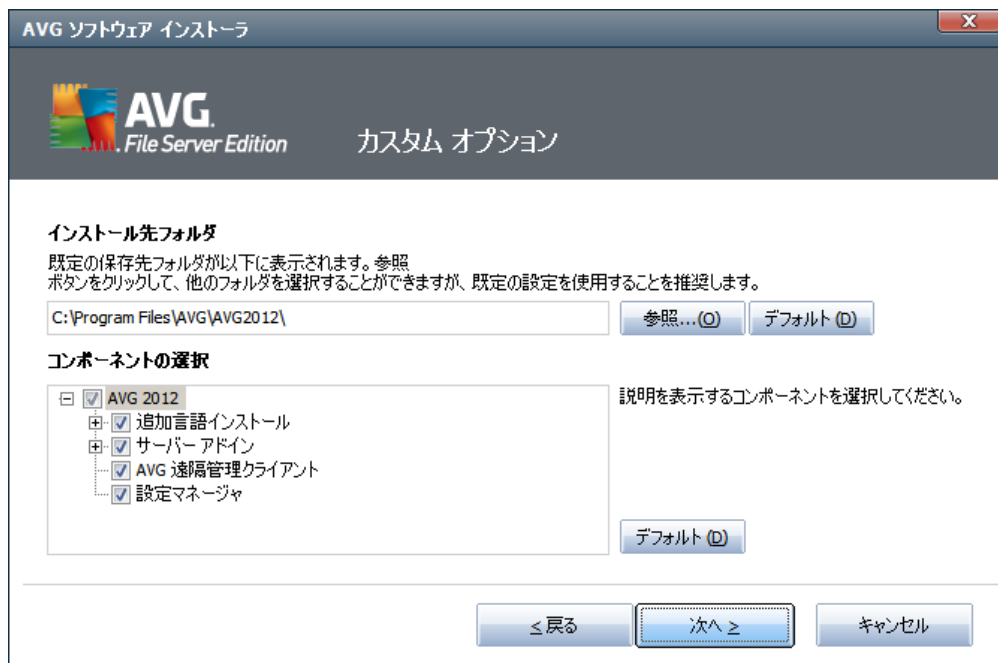 AVG ソフトウェア インストーラ
AVG.
File Server Edition
カスタム オプション
インストール先フォルダ
既定の保存先フォルダが以下に表示されます。参照
ボタンをクリックして、他のフォルダを選択することができますが、既定の設定を使用することを推奨します。
C:\Program Files\AVG\AVG2012\
参照...(O)
デフォルト (D)
コンポーネントの選択
AVG 2012
説明を表示するコンポーネントを選択してください。
追加言語インストール
サーバー アドイン
AVG 遠隔管理クライアント
設定マネージャ
デフォルト (D)
≤ 戻る
次へ ≥
キャンセル